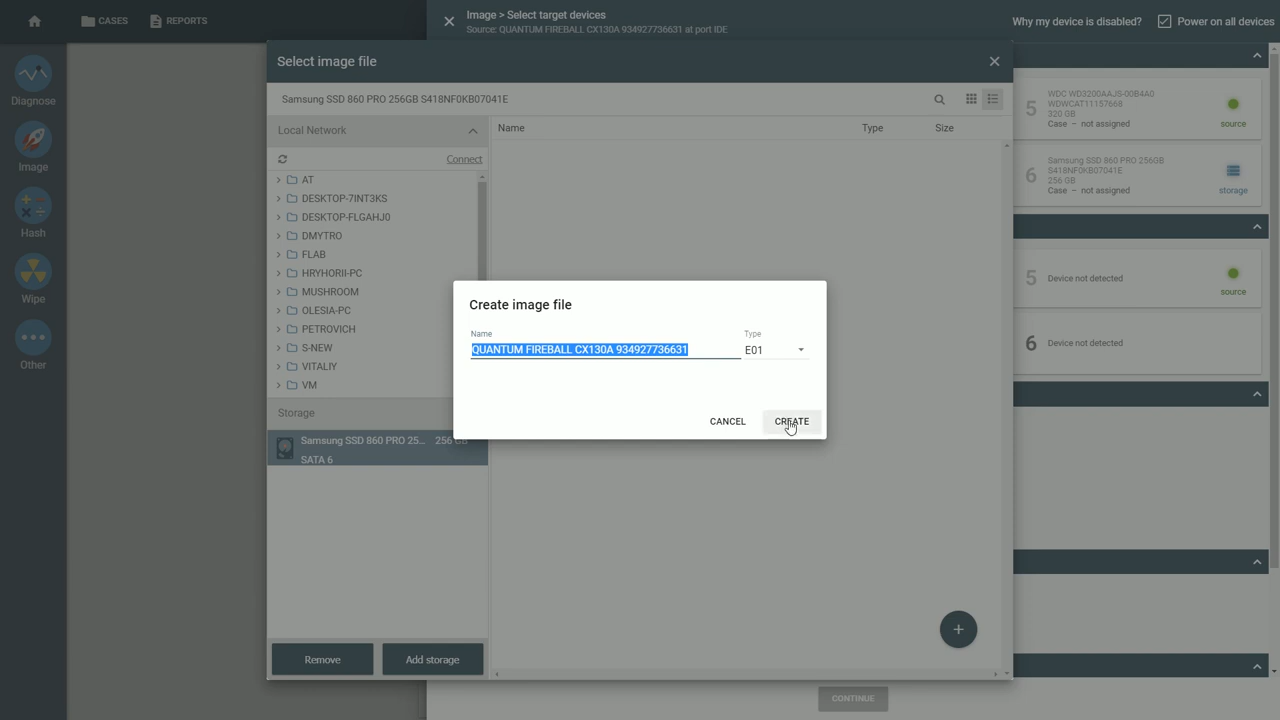 CASES
REPORTS
Image > Select target devices
Source: QUANTUM FIREBALL CX130A 934927736631 at port IDE
Why my device is disabled?
Power on all devices
Diagnose
Image
Hash
Wipe
Other
Select image file
Samsung SSD 860 PRO 256GB S418NF0KB07041E
Local Network
Connect
AT
DESKTOP-7INT3KS
DESKTOP-FLGAHJ0
DMYTRO
FLAB
HRYHORII-PC
MUSHROOM
OLESIA-PC
PETROVICH
S-NEW
VITALIY
VM
Storage
Samsung SSD 860 PRO 25... 256 GB
SATA 6
Remove
Add storage
Name Type Size
Create image file
Name
Type
QUANTUM FIREBALL CX130A 934927736631
E01
CANCEL
CREATE
5
WDC WD3200AAJS-00B4A0
WDWCAT11157668
320 GB
Case – not assigned
source
6
Samsung SSD 860 PRO 256GB
S418NF0KB07041E
256 GB
Case – not assigned
storage
5
Device not detected
source
6
Device not detected
CONTINUE